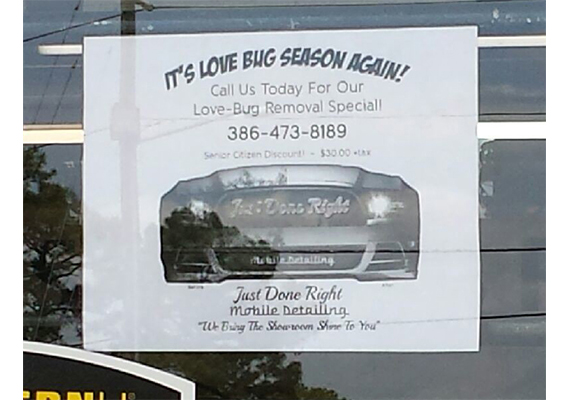 IT'S LOVE BUG SEASON AGAIN!
Call Us Today For Our
Love-Bug Removal Special!
386-473-8189
Senior Citizen Discount! - $30.00 +tax
Just Done Right
Mobile Detailing
Before
After
Just Done Right
Mobile Detailing
"We Bring The Showroom Shine To You"